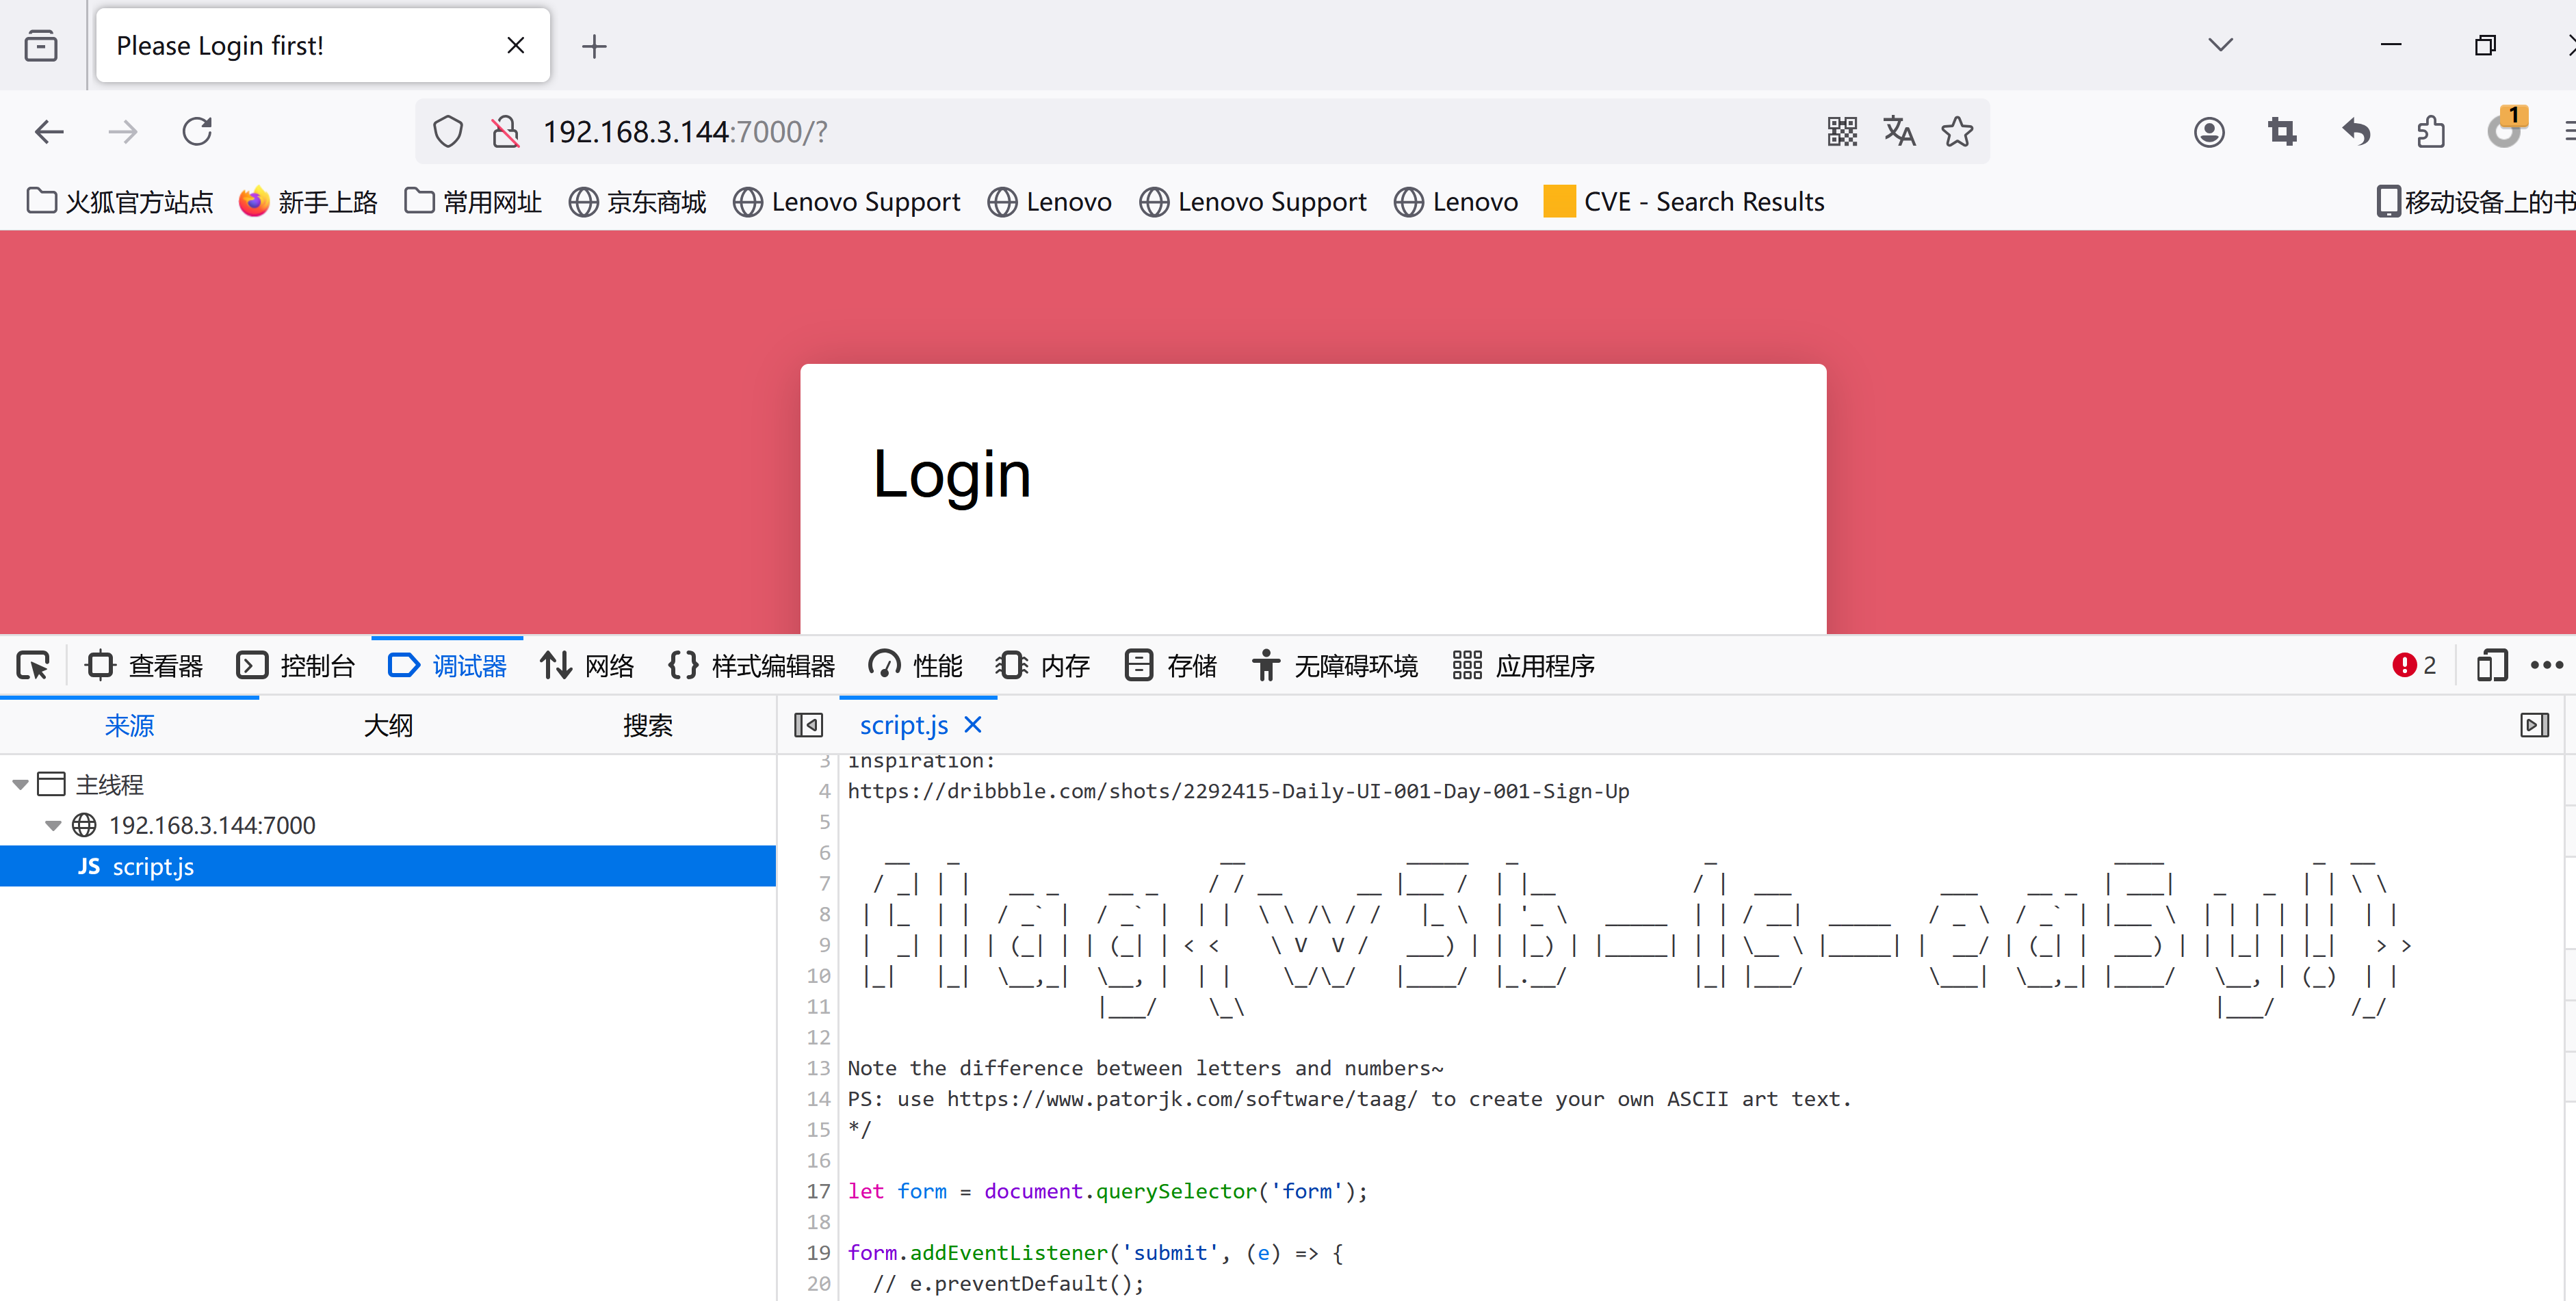 Please Login first!
192.168.3.144:7000/?
1
火狐官方站点 新手上路 常用网址 京东商城 Lenovo Support Lenovo Lenovo Support Lenovo CVE - Search Results 移动设备上的书
Login
查看器 控制台 调试器 网络 样式编辑器 性能 内存 存储 无障碍环境 应用程序 2
来源 大纲 搜索
script.js
主线程
192.168.3.144:7000
JS script.js
3 inspiration:
4 https://dribbble.com/shots/2292415-Daily-UI-001-Day-001-Sign-Up
5
6
7
8
9
10
11
flag{w3b_1s_ea5y!}
12
13 Note the difference between letters and numbers~
14 PS: use https://www.patorjk.com/software/taag/ to create your own ASCII art text.
15 */
16
17 let form = document.querySelector('form');
18
19 form.addEventListener('submit', (e) => {
20 // e.preventDefault();